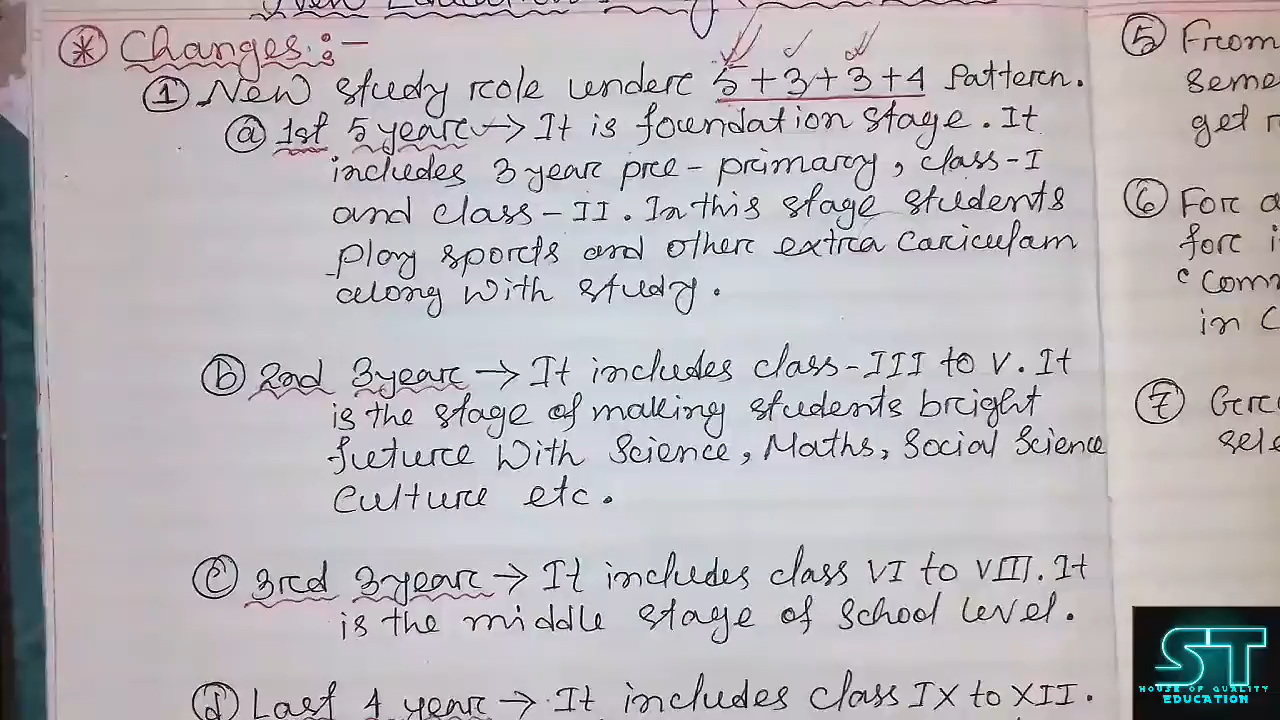 New Education
* Changes :-
① New study role under 5+3+3+4 Pattern.
ⓐ 1st 5 year → It is foundation stage. It
includes 3 year pre-primary, class-I
and class-II. In this stage students
play sports and other extra cariculam
along with study.
ⓑ 2nd 3year → It includes class-III to V. It
is the stage of making students bright
future With Science, Maths, Social Science
Culture etc.
ⓒ 3rd 3year → It includes class VI to VIII. It
is the middle stage of School level.
ⓓ Last 4 year → It includes class IX to XII.
⑤ From
seme
get
⑥ For
for
"Com
in C
⑦
sele
ST
HOUSE OF QUALITY
EDUCATION